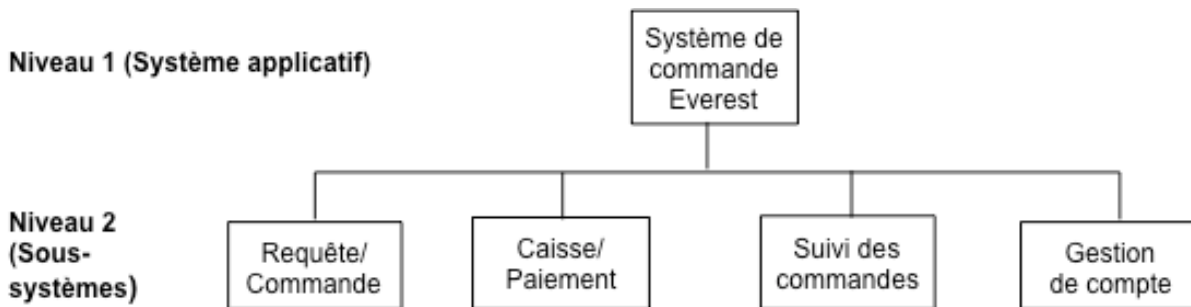 Niveau 1 (Système applicatif)
Système de
commande
Everest
Niveau 2
(Sous-
systèmes)
Requête/
Commande
Caisse/
Paiement
Suivi des
commandes
Gestion
de compte